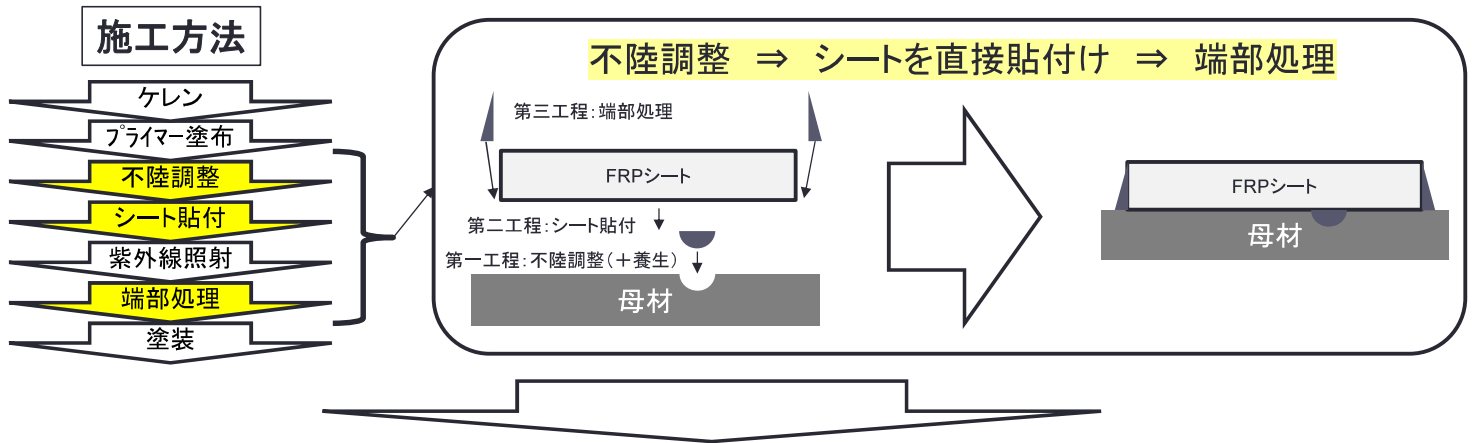 施工方法
ケレン
プライマー塗布
不陸調整
シート貼付
紫外線照射
端部処理
塗装
不陸調整 ⇒ シートを直接貼付け ⇒ 端部処理
第三工程:端部処理
FRPシート
第二工程:シート貼付
第一工程:不陸調整(+養生)
母材
FRPシート
母材